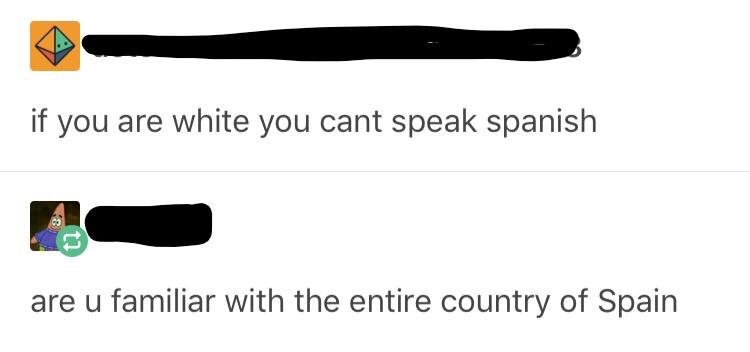 if you are white you cant speak spanish
are u familiar with the entire country of Spain